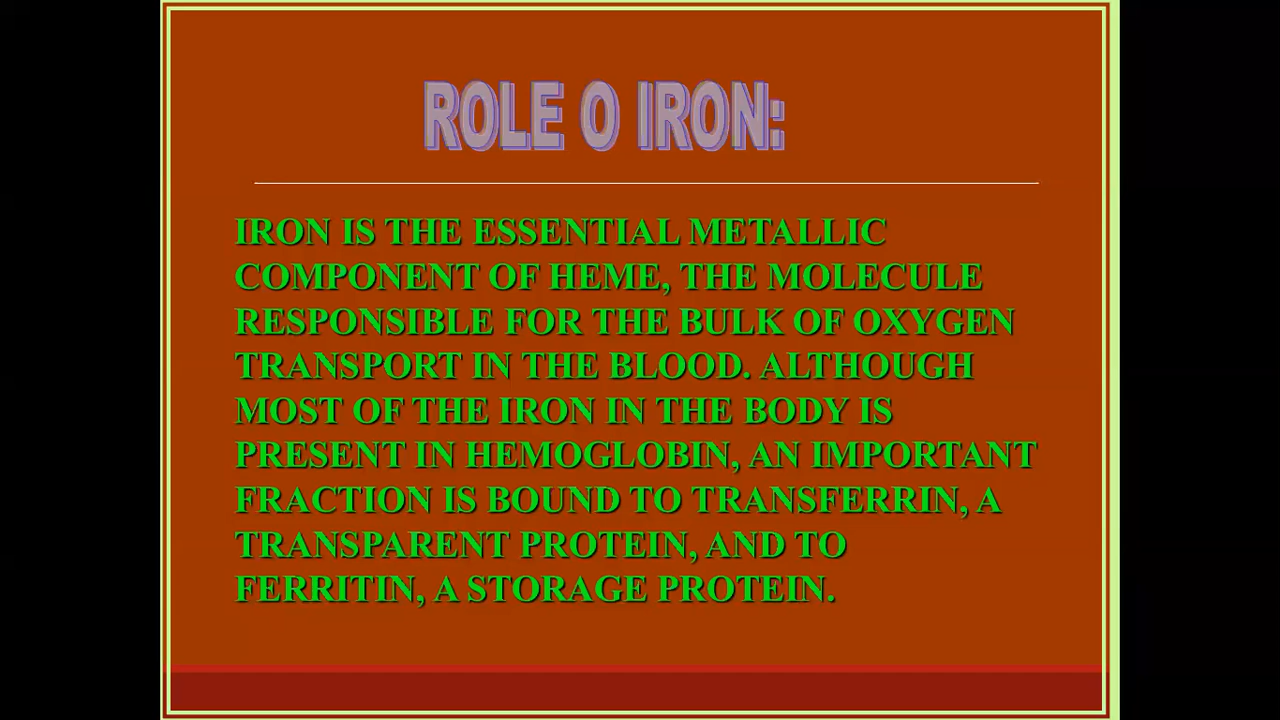 ROLE O IRON:
IRON IS THE ESSENTIAL METALLIC
COMPONENT OF HEME, THE MOLECULE
RESPONSIBLE FOR THE BULK OF OXYGEN
TRANSPORT IN THE BLOOD. ALTHOUGH
MOST OF THE IRON IN THE BODY IS
PRESENT IN HEMOGLOBIN, AN IMPORTANT
FRACTION IS BOUND TO TRANSFERRIN, A
TRANSPARENT PROTEIN, AND TO
FERRITIN, A STORAGE PROTEIN.